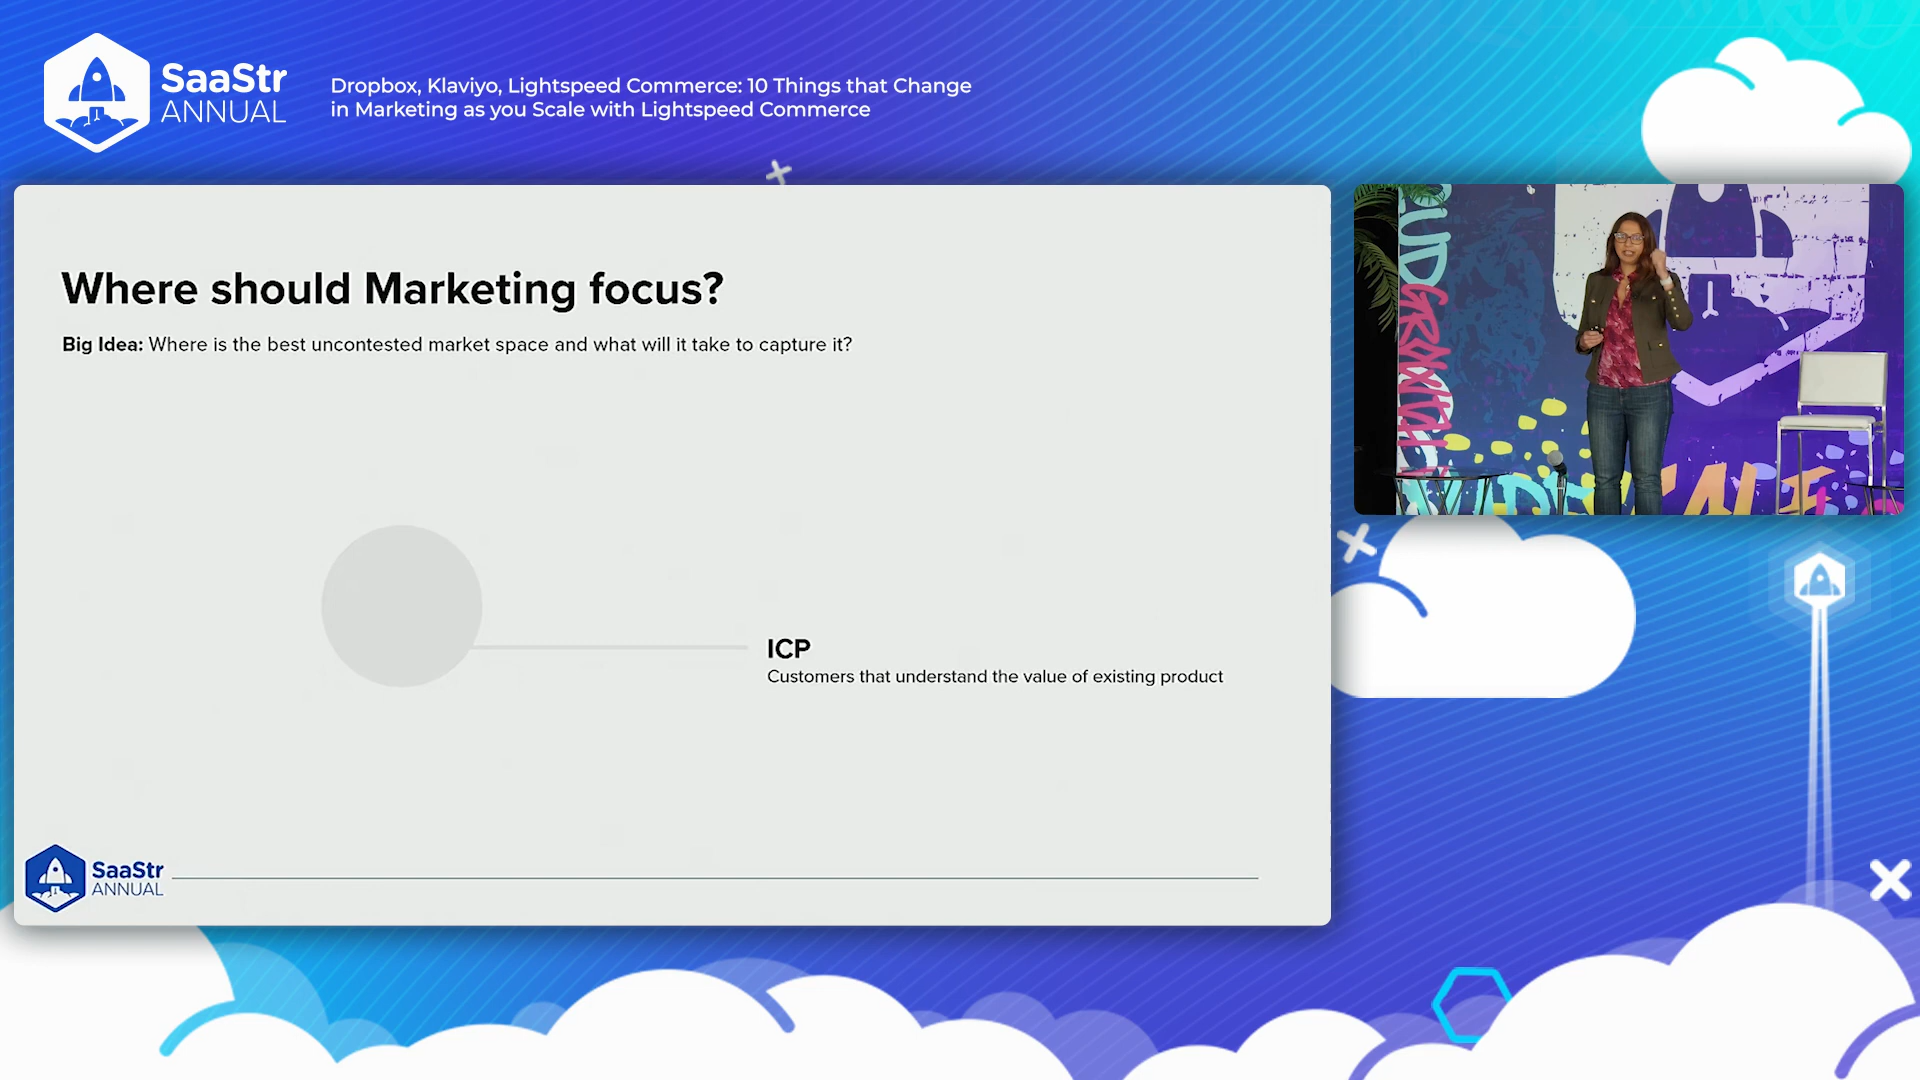 SaaStr
ANNUAL
Dropbox, Klaviyo, Lightspeed Commerce: 10 Things that Change
in Marketing as you Scale with Lightspeed Commerce
Where should Marketing focus?
Big Idea: Where is the best uncontested market space and what will it take to capture it?
ICP
Customers that understand the value of existing product
SaaStr
ANNUAL
GROWTH
SCALE